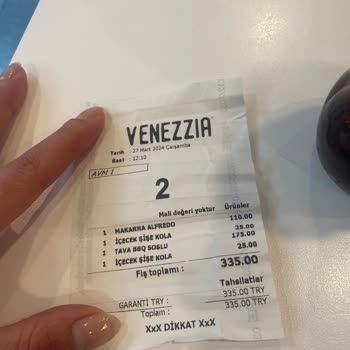 VENEZZIA
Tarih : 27 Mart 2024 Çarşamba
Saat : 12:10
AVM 1
2
Mali değeri yoktur Ürünler
1 MAKARNA ALFREDO 110.00
1 İÇECEK ŞİŞE KOLA 25.00
1 TAVA BBQ SOSLU 175.00
1 İÇECEK ŞİŞE KOLA 25.00
Fiş toplamı : 335.00
Tahsilatlar
GARANTİ TRY : 335.00 TRY
Toplam : 335.00 TRY
XxX DİKKAT XxX